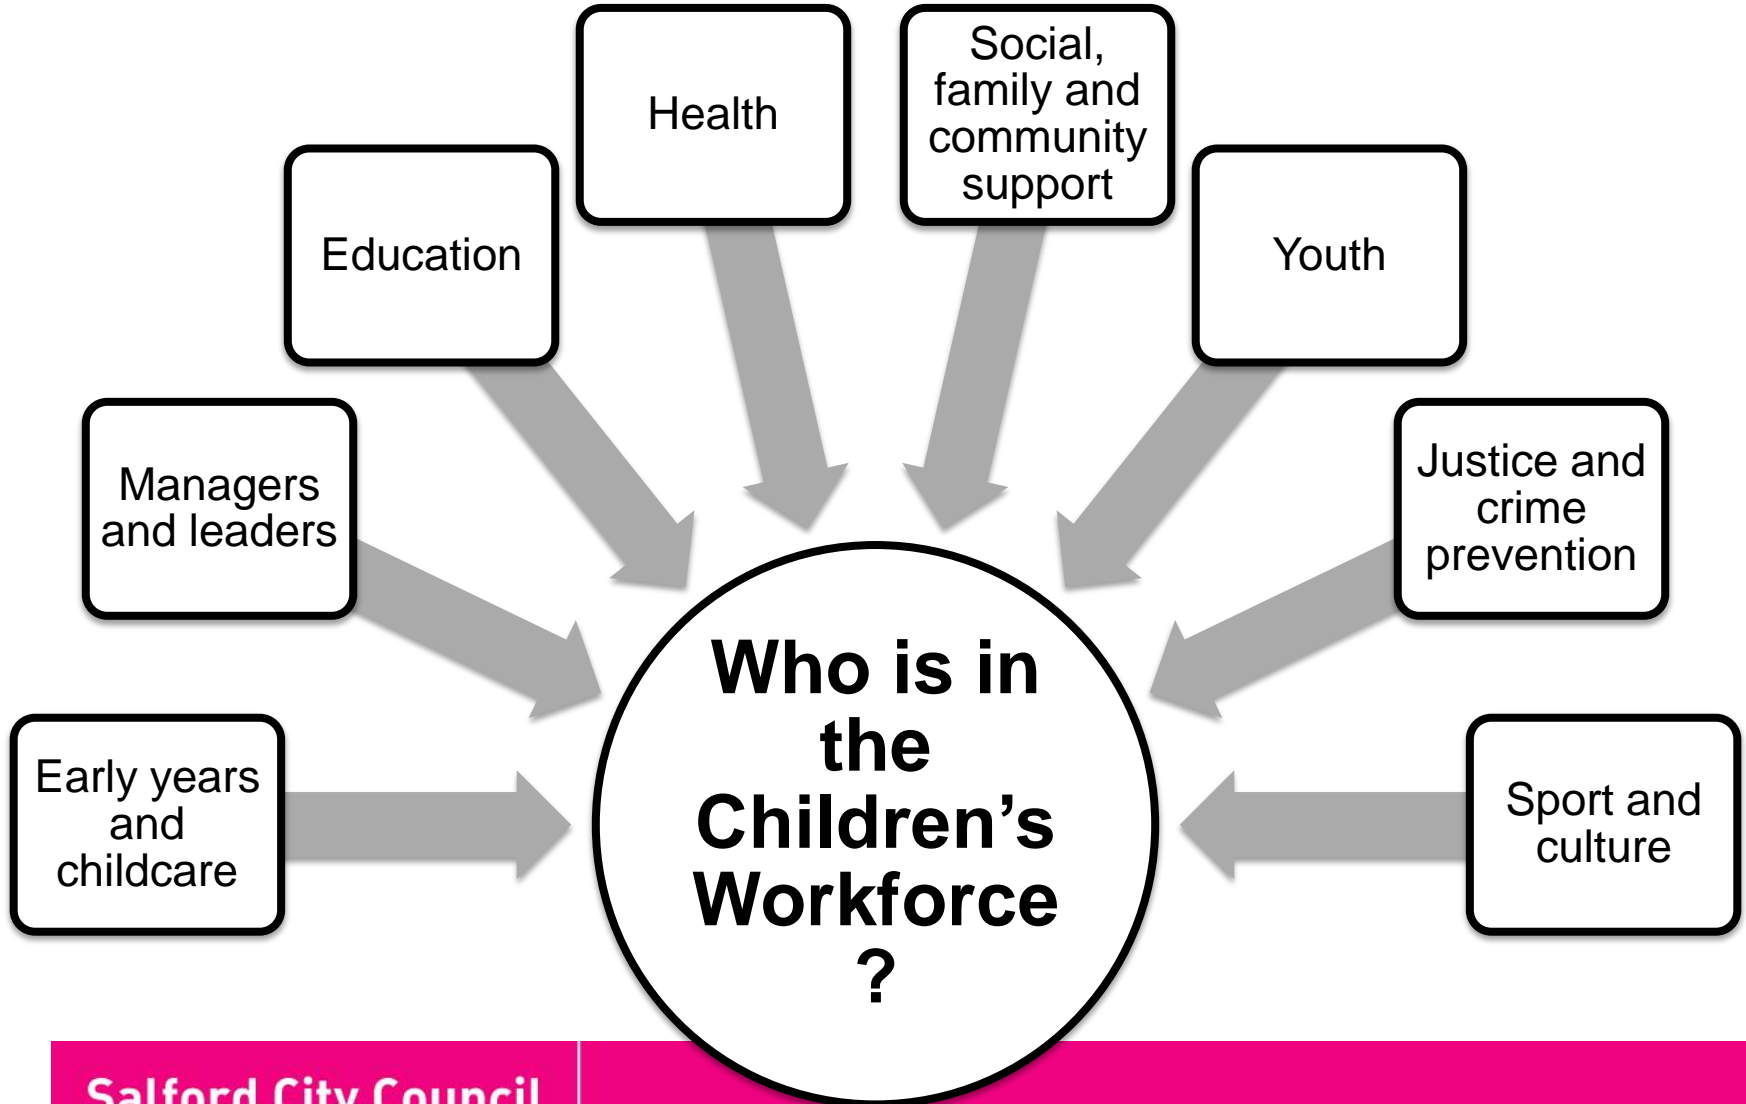 Health
Social,
family and
community
support
Education
Youth
Managers
and leaders
Justice and
crime
prevention
Early years
and
childcare
Sport and
culture
Who is in
the
Children’s
Workforce
?
Salford City Council